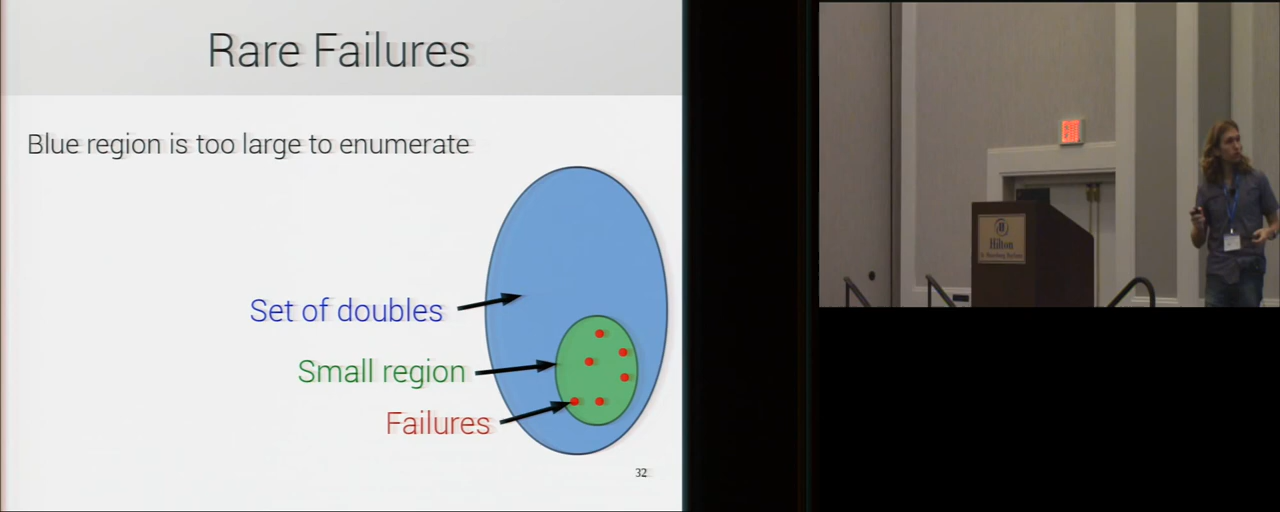 Rare Failures
Blue region is too large to enumerate
Set of doubles
Small region
Failures
32
Hilton